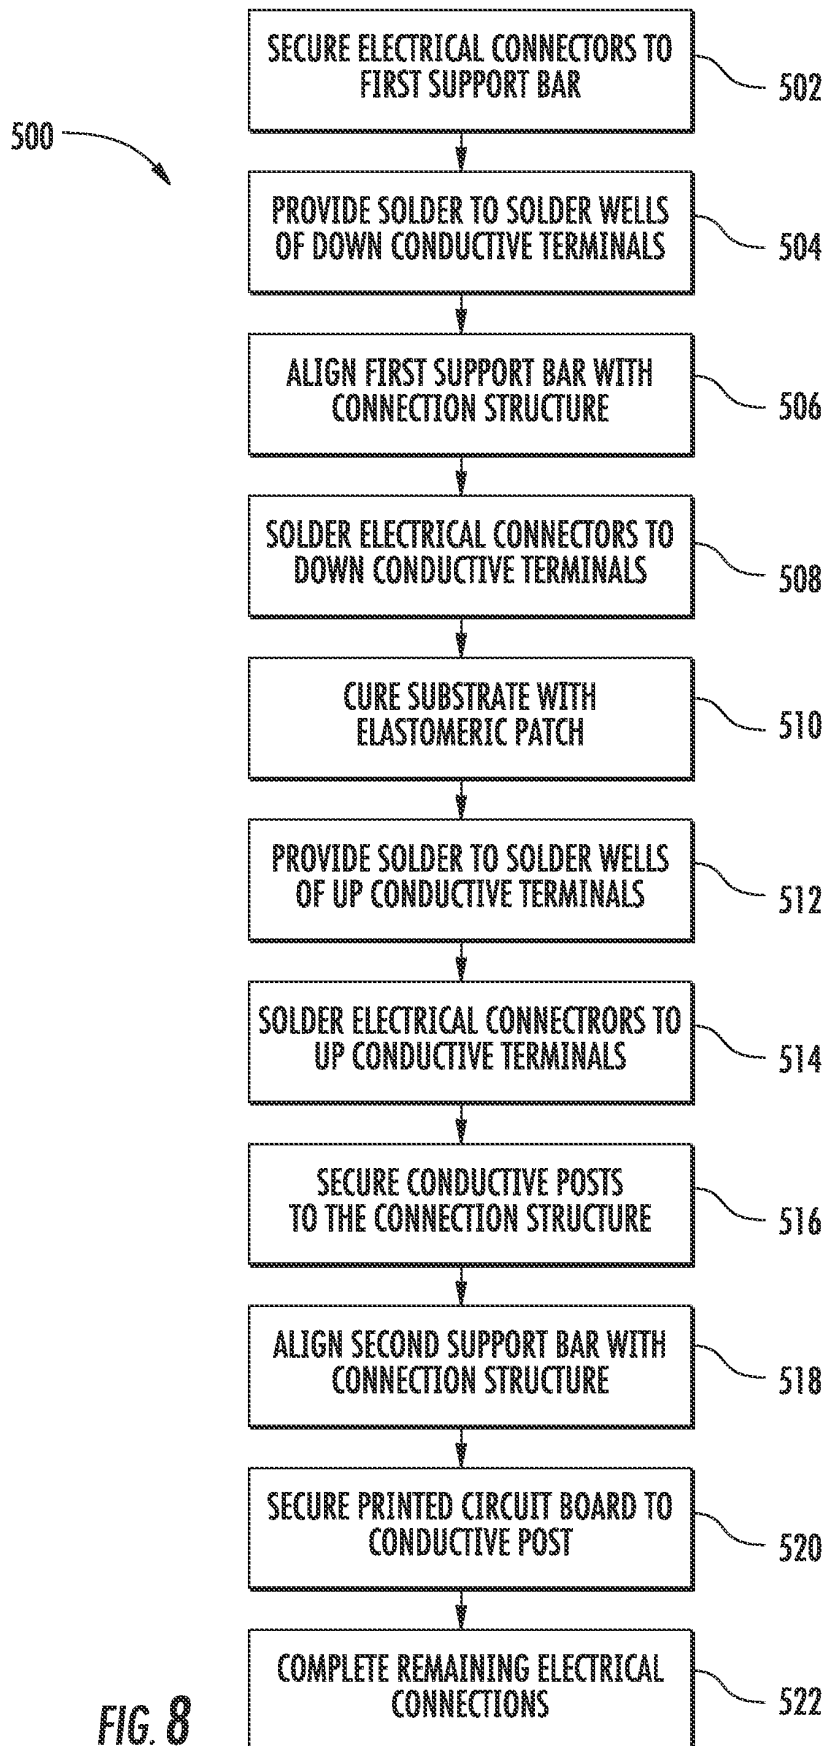 SECURE ELECTRICAL CONNECTORS TO
FIRST SUPPORT BAR
502
500
PROVIDE SOLDER TO SOLDER WELLS
OF DOWN CONDUCTIVE TERMINALS
504
ALIGN FIRST SUPPORT BAR WITH
CONNECTION STRUCTURE
506
SOLDER ELECTRICAL CONNECTORS TO
DOWN CONDUCTIVE TERMINALS
508
CURE SUBSTRATE WITH
ELASTOMERIC PATCH
510
PROVIDE SOLDER TO SOLDER WELLS
OF UP CONDUCTIVE TERMINALS
512
SOLDER ELECTRICAL CONNECTRORS TO
UP CONDUCTIVE TERMINALS
514
SECURE CONDUCTIVE POSTS
TO THE CONNECTION STRUCTURE
516
ALIGN SECOND SUPPORT BAR WITH
CONNECTION STRUCTURE
518
SECURE PRINTED CIRCUIT BOARD TO
CONDUCTIVE POST
520
COMPLETE REMAINING ELECTRICAL
CONNECTIONS
522
FIG. 8